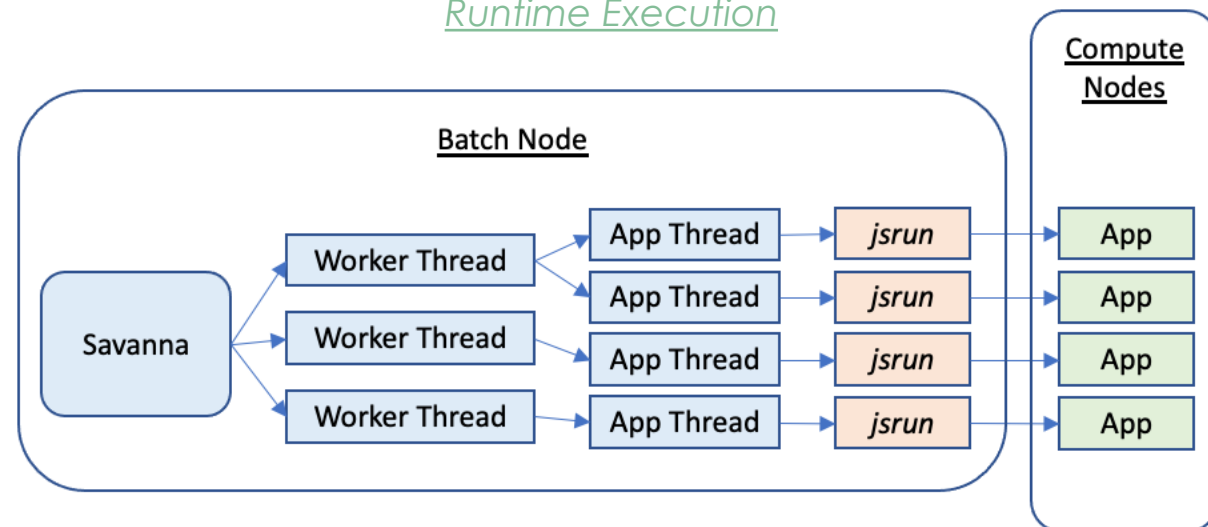 Runtime Execution
Compute
Nodes
Batch Node
Savanna
Worker Thread
Worker Thread
Worker Thread
App Thread
App Thread
App Thread
App Thread
jsrun
jsrun
jsrun
jsrun
App
App
App
App